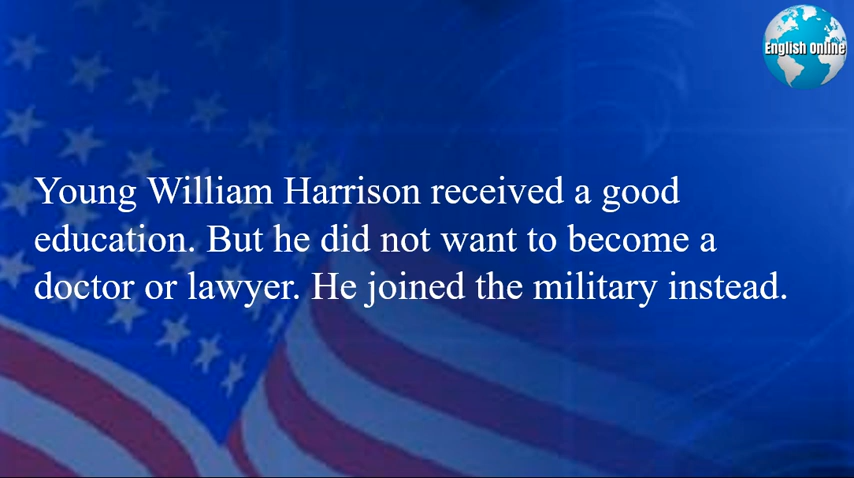 English Online
Young William Harrison received a good
education. But he did not want to become a
doctor or lawyer. He joined the military instead.